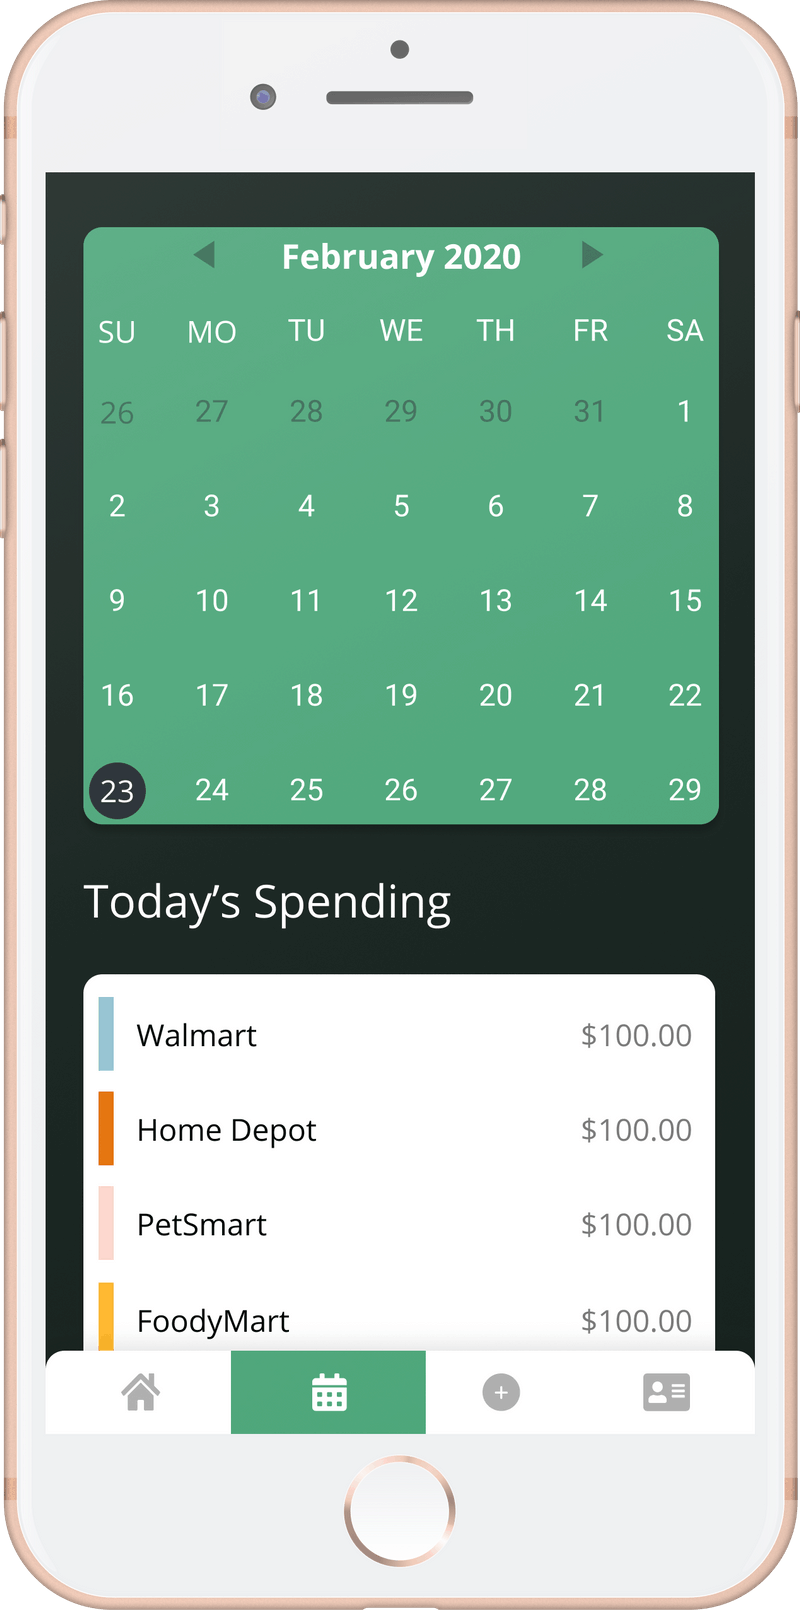 February 2020
SU MO TU WE TH FR SA
26 27 28 29 30 31 1
2 3 4 5 6 7 8
9 10 11 12 13 14 15
16 17 18 19 20 21 22
23 24 25 26 27 28 29
Today’s Spending
Walmart $100.00
Home Depot $100.00
PetSmart $100.00
FoodyMart $100.00